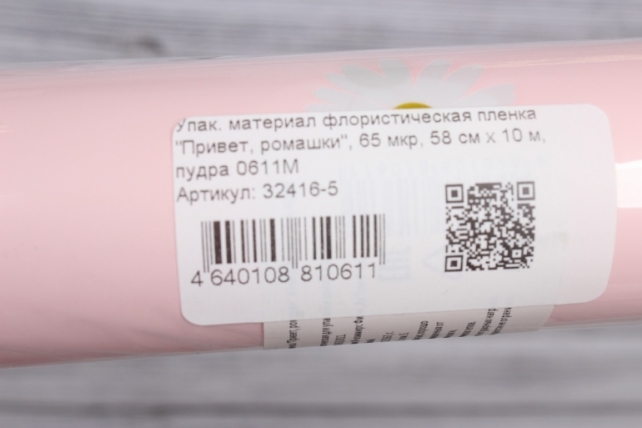 Упак. материал флористическая пленка
"Привет, ромашки", 65 мкр, 58 см x 10 м,
пудра 0611М
Артикул: 32416-5
4 640108 810611